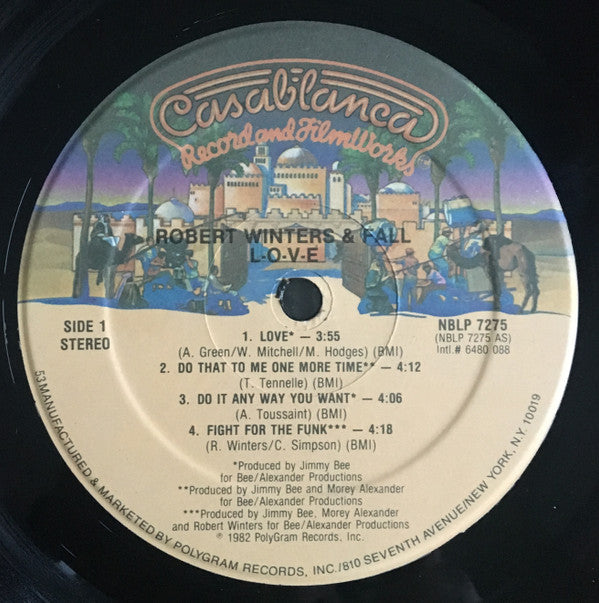 Casablanca
Record and FilmWorks
ROBERT WINTERS & FALL
L-O-V-E
SIDE 1
STEREO
NBLP 7275
(NBLP 7275 AS)
Intl.# 6480 088
1. LOVE* — 3:55
(A. Green/W. Mitchell/M. Hodges) (BMI)
2. DO THAT TO ME ONE MORE TIME** — 4:12
(T. Tennelle) (BMI)
3. DO IT ANY WAY YOU WANT* — 4:06
(A. Toussaint) (BMI)
4. FIGHT FOR THE FUNK*** — 4:18
(R. Winters/C. Simpson) (BMI)
*Produced by Jimmy Bee
for Bee/Alexander Productions
**Produced by Jimmy Bee and Morey Alexander
for Bee/Alexander Productions
***Produced by Jimmy Bee, Morey Alexander
and Robert Winters for Bee/Alexander Productions
℗ 1982 PolyGram Records, Inc.
53 MANUFACTURED & MARKETED BY POLYGRAM RECORDS, INC./810 SEVENTH AVENUE/NEW YORK, N.Y. 10019